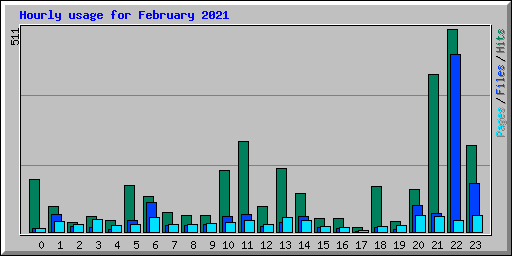 Hourly usage for February 2021
511
Pages/Files/Hits
0 1 2 3 4 5 6 7 8 9 10 11 12 13 14 15 16 17 18 19 20 21 22 23